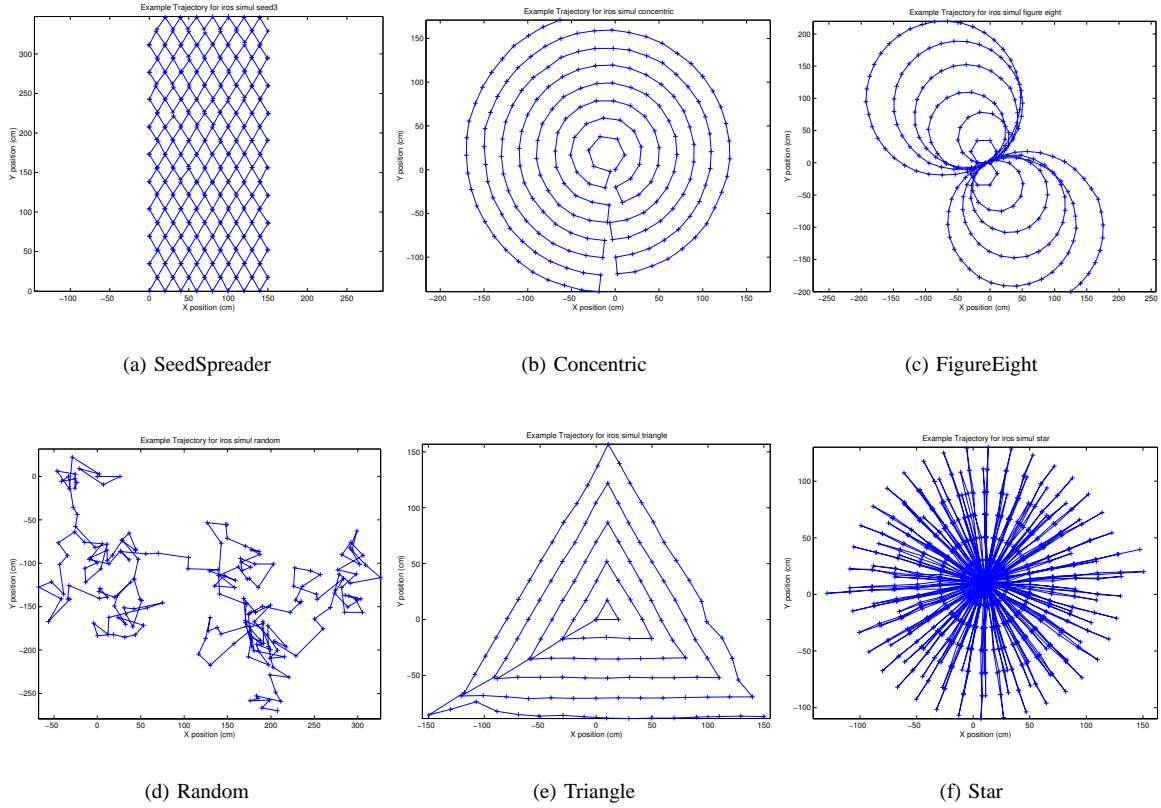 Example Trajectory for iros simul seed3
350
300
250
200
150
100
50
0
Y position (cm)
−100 −50 0 50 100 150 200 250
X position (cm)
(a) SeedSpreader
Example Trajectory for iros simul concentric
150
100
50
0
−50
−100
Y position (cm)
−200 −150 −100 −50 0 50 100 150
X position (cm)
(b) Concentric
Example Trajectory for iros simul figure eight
200
150
100
50
0
−50
−100
−150
−200
Y position (cm)
−250 −200 −150 −100 −50 0 50 100 150 200 250
X position (cm)
(c) FigureEight
Example Trajectory for iros simul random
0
−50
−100
−150
−200
−250
Y position (cm)
−50 0 50 100 150 200 250 300
X position (cm)
(d) Random
Example Trajectory for iros simul triangle
150
100
50
0
−50
Y position (cm)
−150 −100 −50 0 50 100 150
X position (cm)
(e) Triangle
Example Trajectory for iros simul star
100
50
0
−50
−100
Y position (cm)
−100 −50 0 50 100 150
X position (cm)
(f) Star